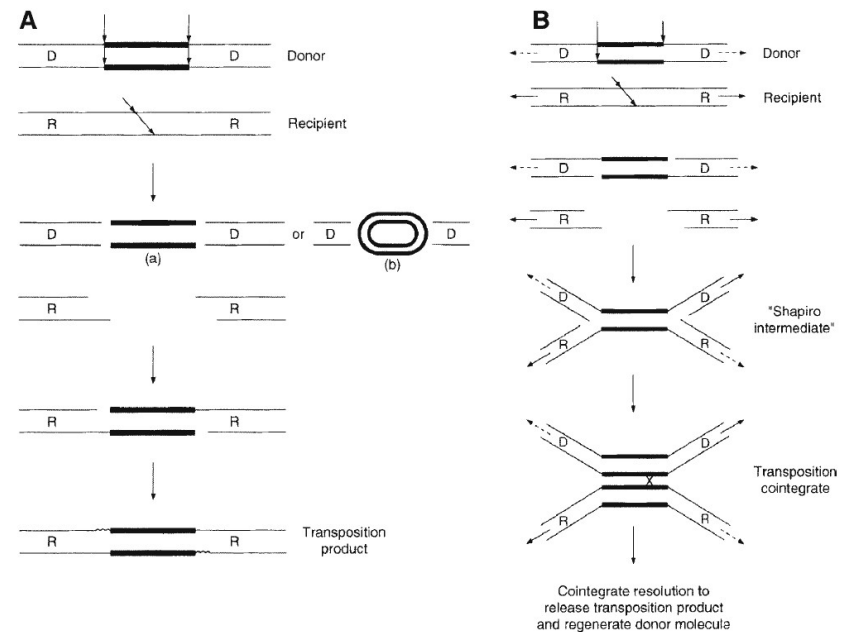 A
D D Donor
R R Recipient
D D or D D
(a) (b)
R R
R R
R R Transposition
product
B
D D Donor
R R Recipient
D D
R R
D D
"Shapiro
intermediate"
R R
D D
Transposition
cointegrate
X
R R
Cointegrate resolution to
release transposition product
and regenerate donor molecule